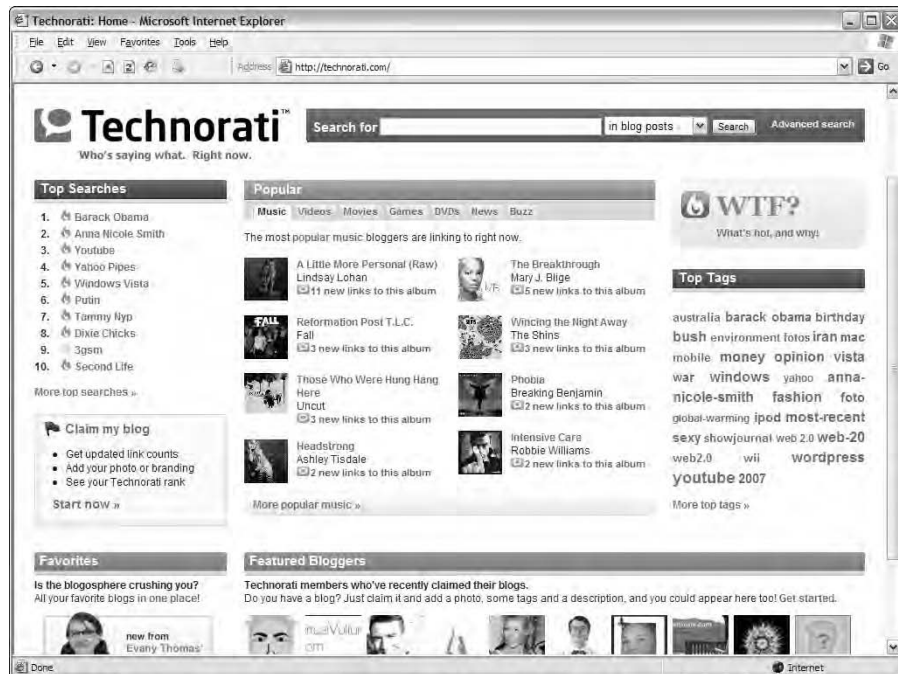 Technorati: Home - Microsoft Internet Explorer
File Edit View Favorites Tools Help
Address http://technorati.com/ Go
Technorati™
Who's saying what. Right now.
Search for in blog posts Search Advanced search
Top Searches
1. Barack Obama
2. Anna Nicole Smith
3. Youtube
4. Yahoo Pipes
5. Windows Vista
6. Putin
7. Tammy Nyp
8. Dixie Chicks
9. 3gsm
10. Second Life
More top searches »
Claim my blog
• Get updated link counts
• Add your photo or branding
• See your Technorati rank
Start now »
Popular
Music Videos Movies Games DVDs News Buzz
The most popular music bloggers are linking to right now.
A Little More Personal (Raw)
Lindsay Lohan
11 new links to this album
Reformation Post T.L.C.
Fall
3 new links to this album
Those Who Were Hung Hang
Here
Uncut
3 new links to this album
Headstrong
Ashley Tisdale
2 new links to this album
The Breakthrough
Mary J. Blige
5 new links to this album
Wincing the Night Away
The Shins
3 new links to this album
Phobia
Breaking Benjamin
2 new links to this album
Intensive Care
Robbie Williams
2 new links to this album
More popular music »
WTF?
What's hot, and why!
Top Tags
australia barack obama birthday
bush environment fotos iran mac
mobile money opinion vista
war windows yahoo anna-
nicole-smith fashion foto
global-warming ipod most-recent
sexy showjournal web 2.0 web-20
web2.0 wii wordpress
youtube 2007
More top tags »
Favorites
Is the blogosphere crushing you?
All your favorite blogs in one place!
new from
Evany Thomas'
Featured Bloggers
Technorati members who've recently claimed their blogs.
Do you have a blog? Just claim it and add a photo, some tags and a description, and you could appear here too! Get started.
Done Internet